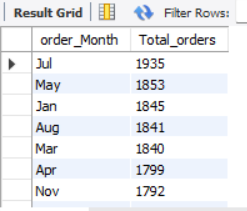 Result Grid Filter Rows:
order_Month Total_orders
Jul 1935
May 1853
Jan 1845
Aug 1841
Mar 1840
Apr 1799
Nov 1792